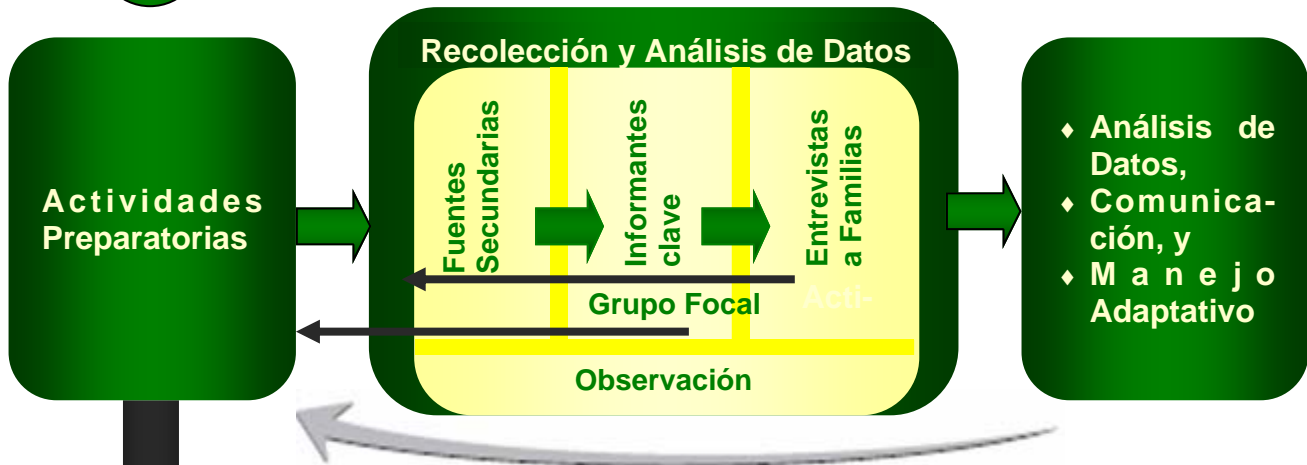 Recolección y Análisis de Datos
Actividades
Preparatorias
Fuentes
Secundarias
Informantes
clave
Entrevistas
al Familias
Acti-
Grupo Focal
Observación
♦ Análisis de
Datos,
♦ Comunica-
ción, y
♦ Manejo
Adaptativo